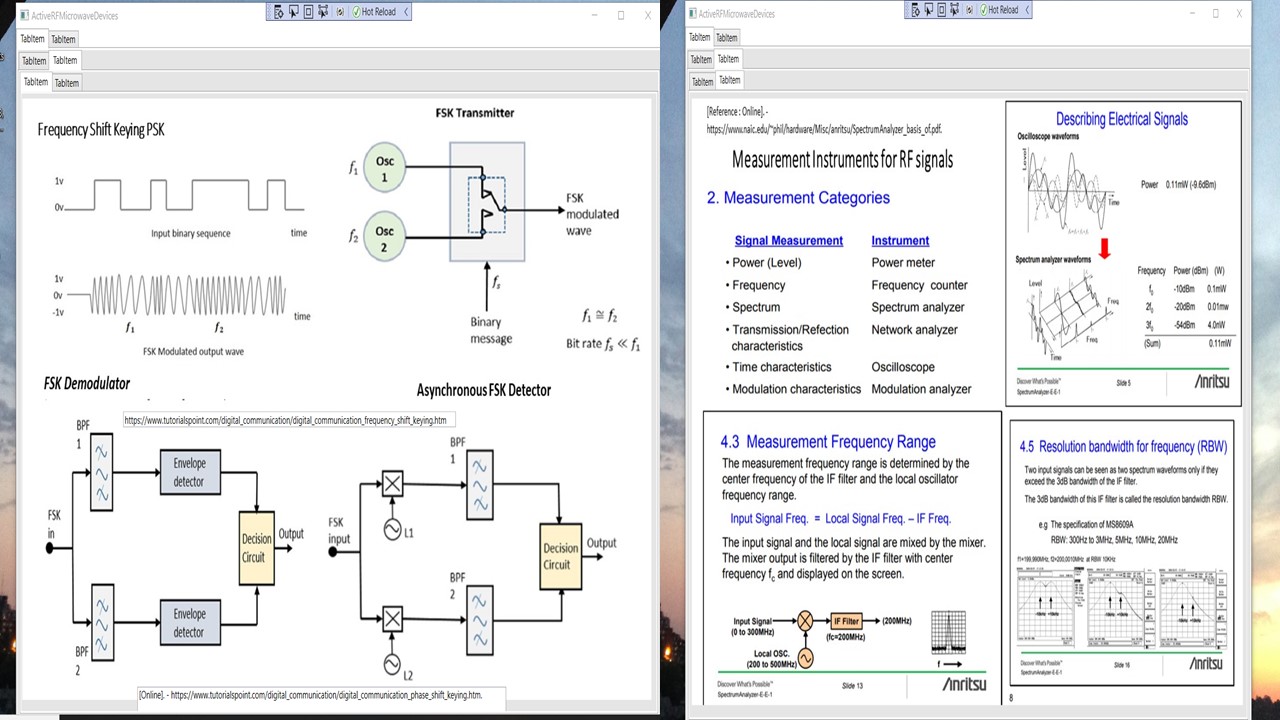 ActiveRFMicrowaveDevices
Hot Reload
TabItem TabItem
TabItem TabItem
TabItem TabItem
Frequency Shift Keying PSK
1v
0v
Input binary sequence time
1v
0v
-1v
f1 f2 time
FSK Modulated output wave
FSK Transmitter
f1 Osc 1
f2 Osc 2
FSK
modulated
wave
fs
Binary
message
f1 ≅ f2
Bit rate fs ≪ f1
FSK Demodulator
Asynchronous FSK Detector
https://www.tutorialspoint.com/digital_communication/digital_communication_frequency_shift_keying.htm
BPF
1
Envelope
detector
FSK
in
Decision
Circuit
Output
Envelope
detector
BPF
2
BPF
1
L1
FSK
input
Decision
Circuit
Output
BPF
2
L2
[Online]. - https://www.tutorialspoint.com/digital_communication/digital_communication_phase_shift_keying.htm.
ActiveRFMicrowaveDevices
Hot Reload
TabItem TabItem
TabItem TabItem
TabItem TabItem
[Reference : Online]. -
https://www.naic.edu/~phil/hardware/Misc/anritsu/SpectrumAnalyzer_basis_of.pdf.
Measurement Instruments for RF signals
2. Measurement Categories
Signal Measurement Instrument
• Power (Level) Power meter
• Frequency Frequency counter
• Spectrum Spectrum analyzer
• Transmission/Refection Network analyzer
characteristics
• Time characteristics Oscilloscope
• Modulation characteristics Modulation analyzer
Describing Electrical Signals
Oscilloscope waveforms
Level
Time
Power 0.11mW (-9.6dBm)
Spectrum analyzer waveforms
Level
Freq
Freq
Time
Frequency Power (dBm) (W)
f0 -10dBm 0.1mW
2f0 -20dBm 0.01mw
3f0 -54dBm 4.0nW
(Sum) 0.11mW
Discover What's Possible™
SpectrumAnalyzer-E-E-1
Slide 5
Anritsu
4.3 Measurement Frequency Range
The measurement frequency range is determined by the
center frequency of the IF filter and the local oscillator
frequency range.
Input Signal Freq. = Local Signal Freq. – IF Freq.
The input signal and the local signal are mixed by the mixer.
The mixer output is filtered by the IF filter with center
frequency fc and displayed on the screen.
Input Signal
(0 to 300MHz)
IF Filter
(200MHz)
(fc=200MHz)
Local OSC.
(200 to 500MHz)
f
Discover What's Possible™
SpectrumAnalyzer-E-E-1
Slide 13
Anritsu
4.5 Resolution bandwidth for frequency (RBW)
Two input signals can be seen as two spectrum waveforms only if they
exceed the 3dB bandwidth of the IF filter.
The 3dB bandwidth of this IF filter is called the resolution bandwidth RBW.
e.g The specification of MS8609A
RBW: 300Hz to 3MHz, 5MHz, 10MHz, 20MHz
f1=199.990MHz, f2=200.0010MHz at RBW 10KHz
Discover What's Possible™
SpectrumAnalyzer-E-E-1
Slide 16
Anritsu
8